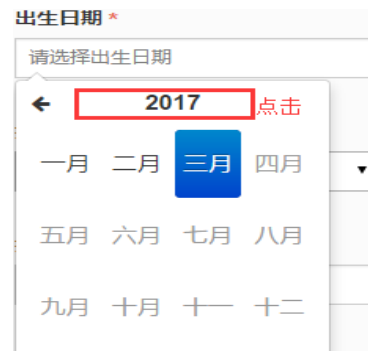 出生日期 *
请选择出生日期
2017 点击
一月 二月 三月 四月
五月 六月 七月 八月
九月 十月 十一 十二